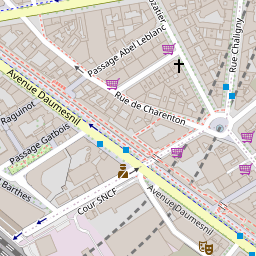 Passage Abel Leblanc
Rue Chaligny
Avenue Daumesnil
Rue de Charenton
Raguinot
Passage Gatbois
Barthes
Cour SNCF
Avenue Daumesnil